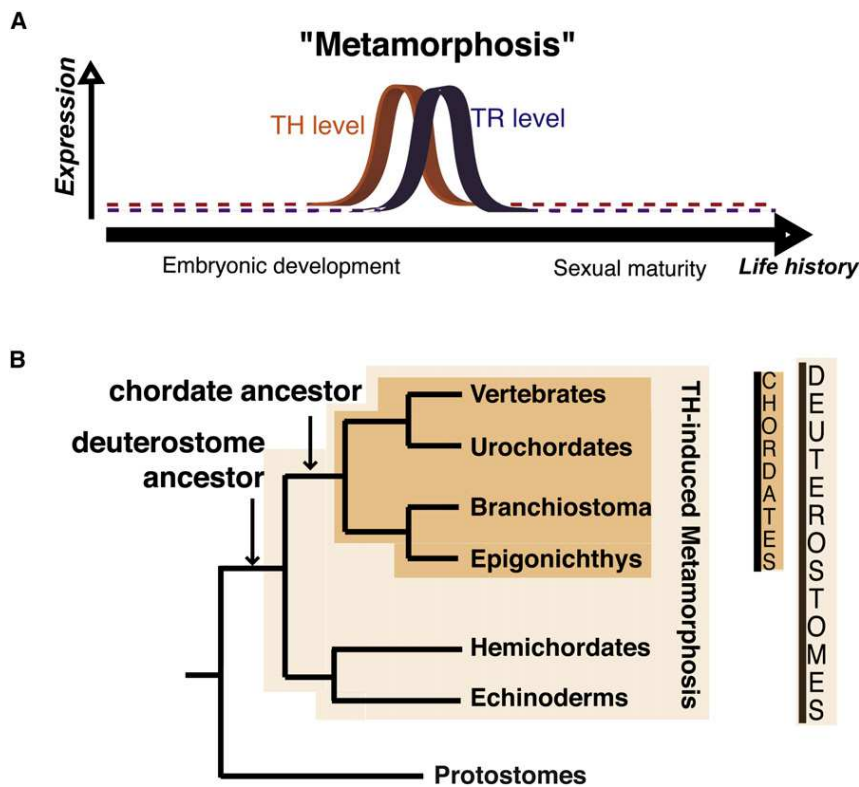 A
"Metamorphosis"
Expression
TH level
TR level
Embryonic development
Sexual maturity
Life history
B
chordate ancestor
deuterostome
ancestor
Vertebrates
Urochordates
Branchiostoma
Epigonichthys
Hemichordates
Echinoderms
Protostomes
TH-induced Metamorphosis
CHORDATES
DEUTEROSTOMES